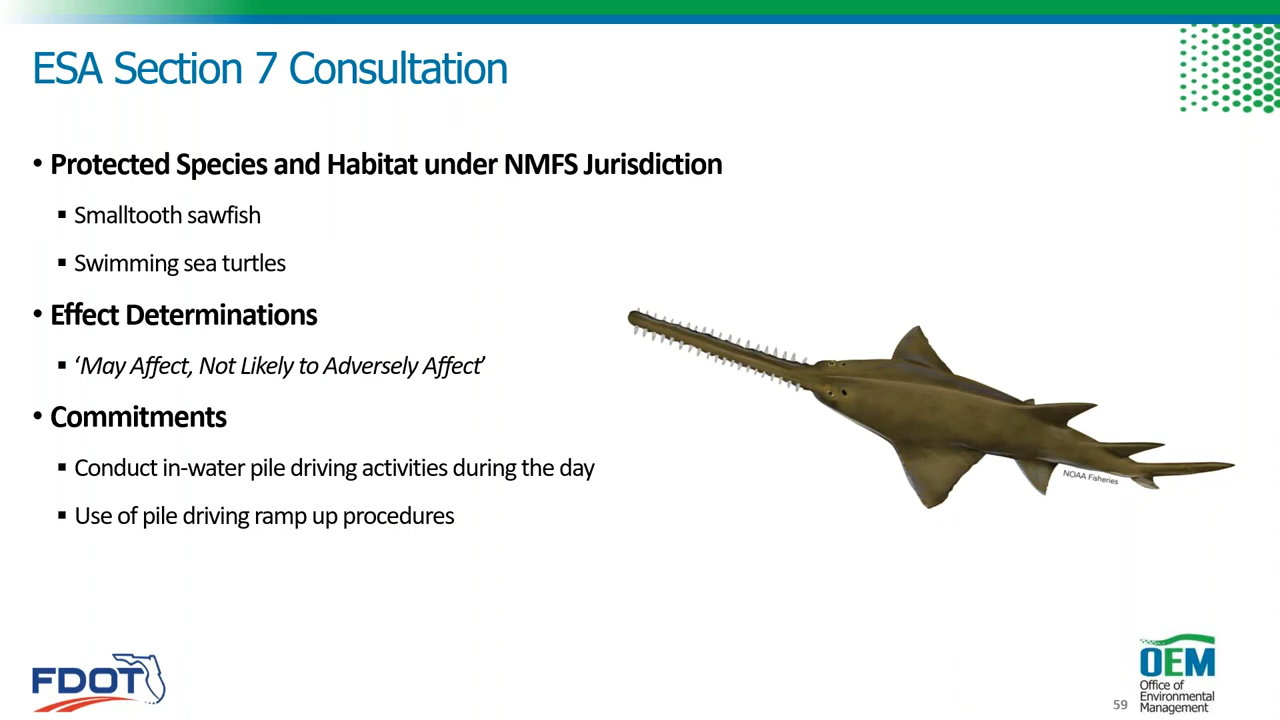 ESA Section 7 Consultation
• Protected Species and Habitat under NMFS Jurisdiction
▪ Smalltooth sawfish
▪ Swimming sea turtles
• Effect Determinations
▪ ‘May Affect, Not Likely to Adversely Affect’
• Commitments
▪ Conduct in-water pile driving activities during the day
▪ Use of pile driving ramp up procedures
NOAA Fisheries
FDOT
OEM
Office of
Environmental
Management
59